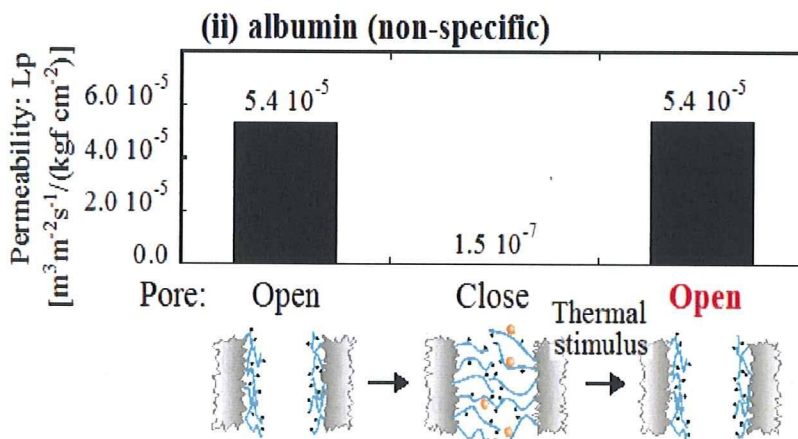 (ii) albumin (non-specific)
Permeability: Lp
[m³ m⁻² s⁻¹/(kgf cm⁻²)]
6.0 10⁻⁵
4.0 10⁻⁵
2.0 10⁻⁵
0.0
5.4 10⁻⁵
1.5 10⁻⁷
5.4 10⁻⁵
Pore: Open Close Open
Thermal
stimulus